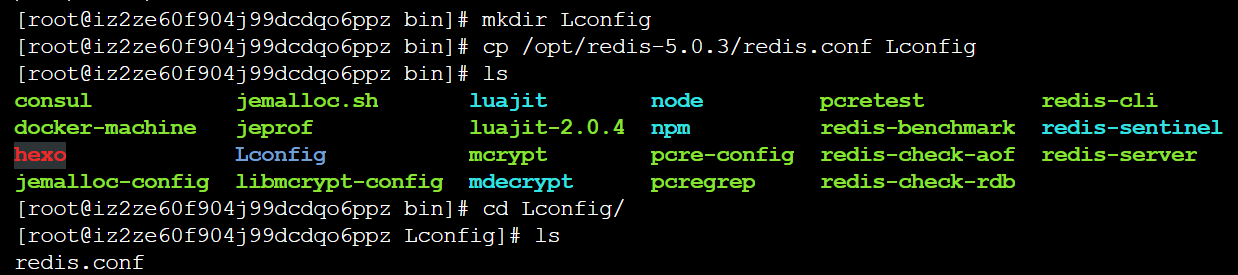 [root@iz2ze60f904j99dcdqo6ppz bin]# mkdir Lconfig
[root@iz2ze60f904j99dcdqo6ppz bin]# cp /opt/redis-5.0.3/redis.conf Lconfig
[root@iz2ze60f904j99dcdqo6ppz bin]# ls
consul jemalloc.sh luajit node pcretest redis-cli
docker-machine jeprof luajit-2.0.4 npm redis-benchmark redis-sentinel
hexo Lconfig mcrypt pcre-config redis-check-aof redis-server
jemalloc-config libmcrypt-config mdecrypt pcregrep redis-check-rdb
[root@iz2ze60f904j99dcdqo6ppz bin]# cd Lconfig/
[root@iz2ze60f904j99dcdqo6ppz Lconfig]# ls
redis.conf